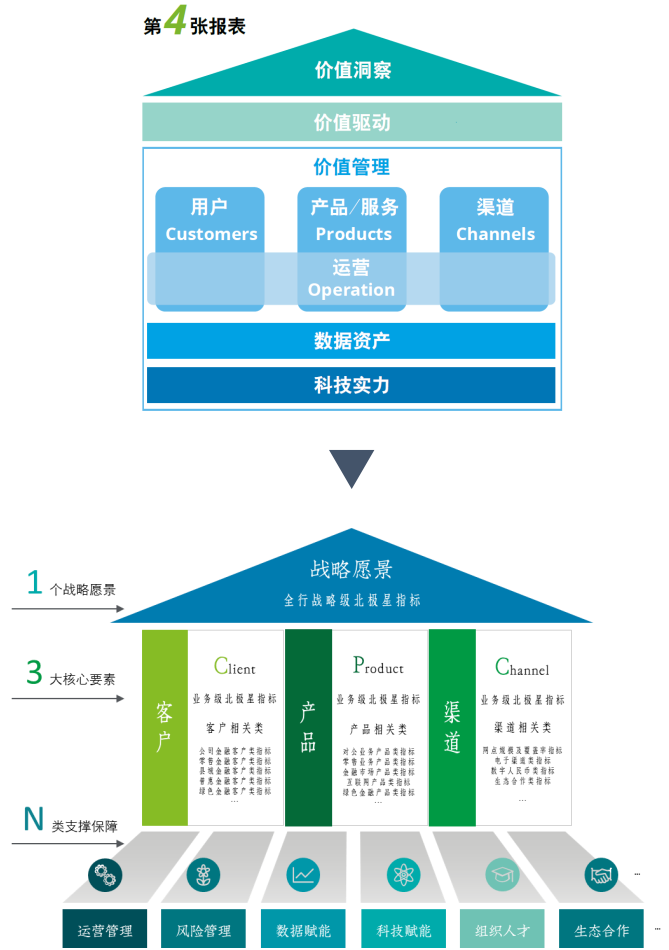 第4张报表
价值洞察
价值驱动
价值管理
用户
Customers
产品/服务
Products
渠道
Channels
运营
Operation
数据资产
科技实力
1个战略愿景
战略愿景
全行战略级北极星指标
3大核心要素
客户
Client
业务级北极星指标
客户相关类
公司金融客户类指标
零售金融客户类指标
县域金融客户类指标
普惠金融客户类指标
绿色金融客户类指标
...
产品
Product
业务级北极星指标
产品相关类
对公业务产品类指标
零售业务产品类指标
金融市场产品类指标
互联网产品类指标
绿色金融产品类指标
...
渠道
Channel
业务级北极星指标
渠道相关类
网点规模及覆盖率指标
电子渠道类指标
数字人民币类指标
生态合作类指标
...
N类支撑保障
...
运营管理
风险管理
数据赋能
科技赋能
组织人才
生态合作
...